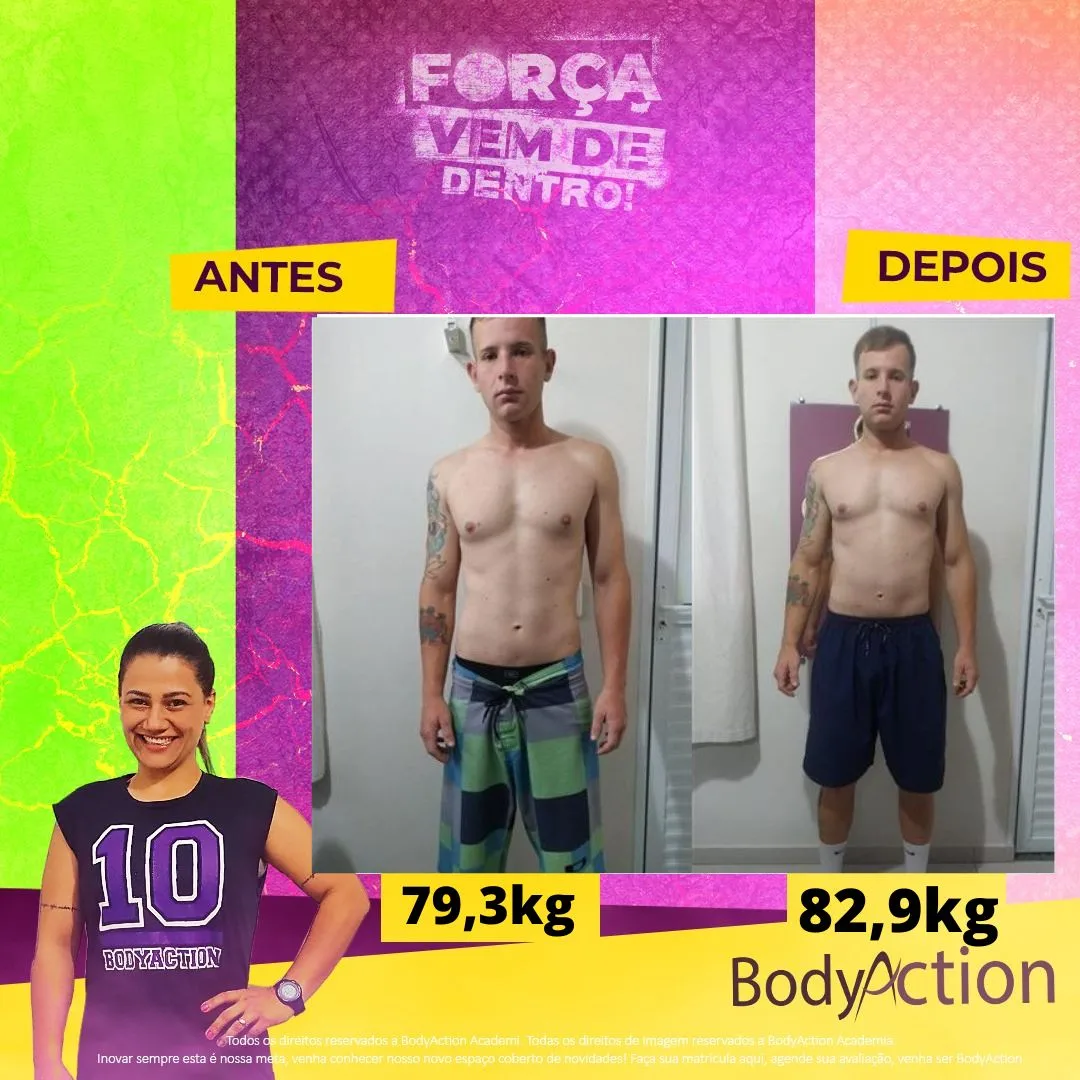 FORÇA
VEM DE
DENTRO!
ANTES
DEPOIS
10
BODYACTION
79,3kg
82,9kg
BodyAction
Todos os direitos reservados a BodyAction Academi Todas os direitos de Imagem reservados a BodyAction Academia
Inovar sempre esta é nossa meta, venha conhecer nosso novo espaço coberto de novidades! Faça sua matrícula aqui, agende sua avaliação, venha ser BodyAction